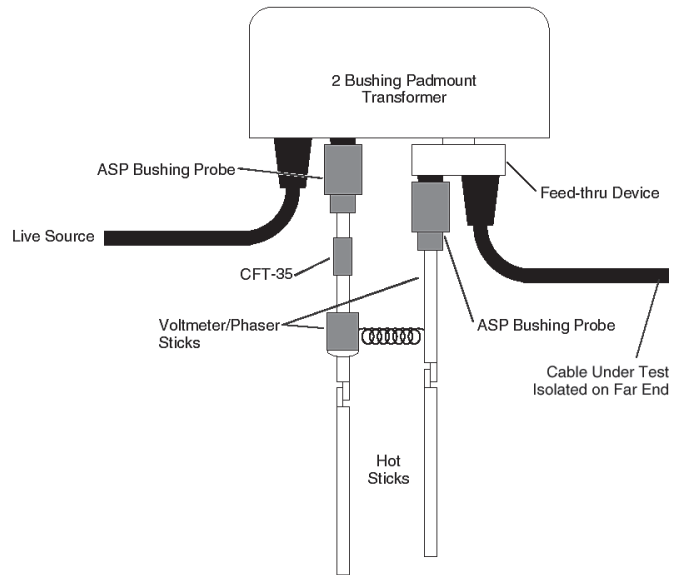 2 Bushing Padmount
Transformer
ASP Bushing Probe
Feed-thru Device
Live Source
CFT-35
Voltmeter/Phaser
Sticks
ASP Bushing Probe
Cable Under Test
Isolated on Far End
Hot
Sticks